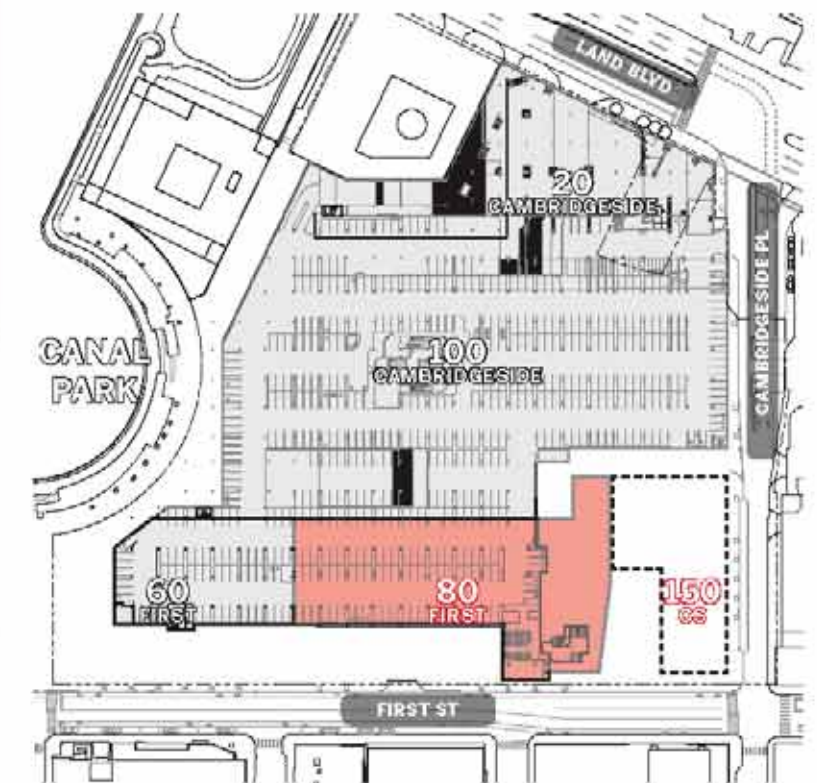 LAND BLVD
20
CAMBRIDGESIDE
CAMBRIDGESIDE PL
CANAL
PARK
100
CAMBRIDGESIDE
60
FIRST
80
FIRST
150
CS
FIRST ST